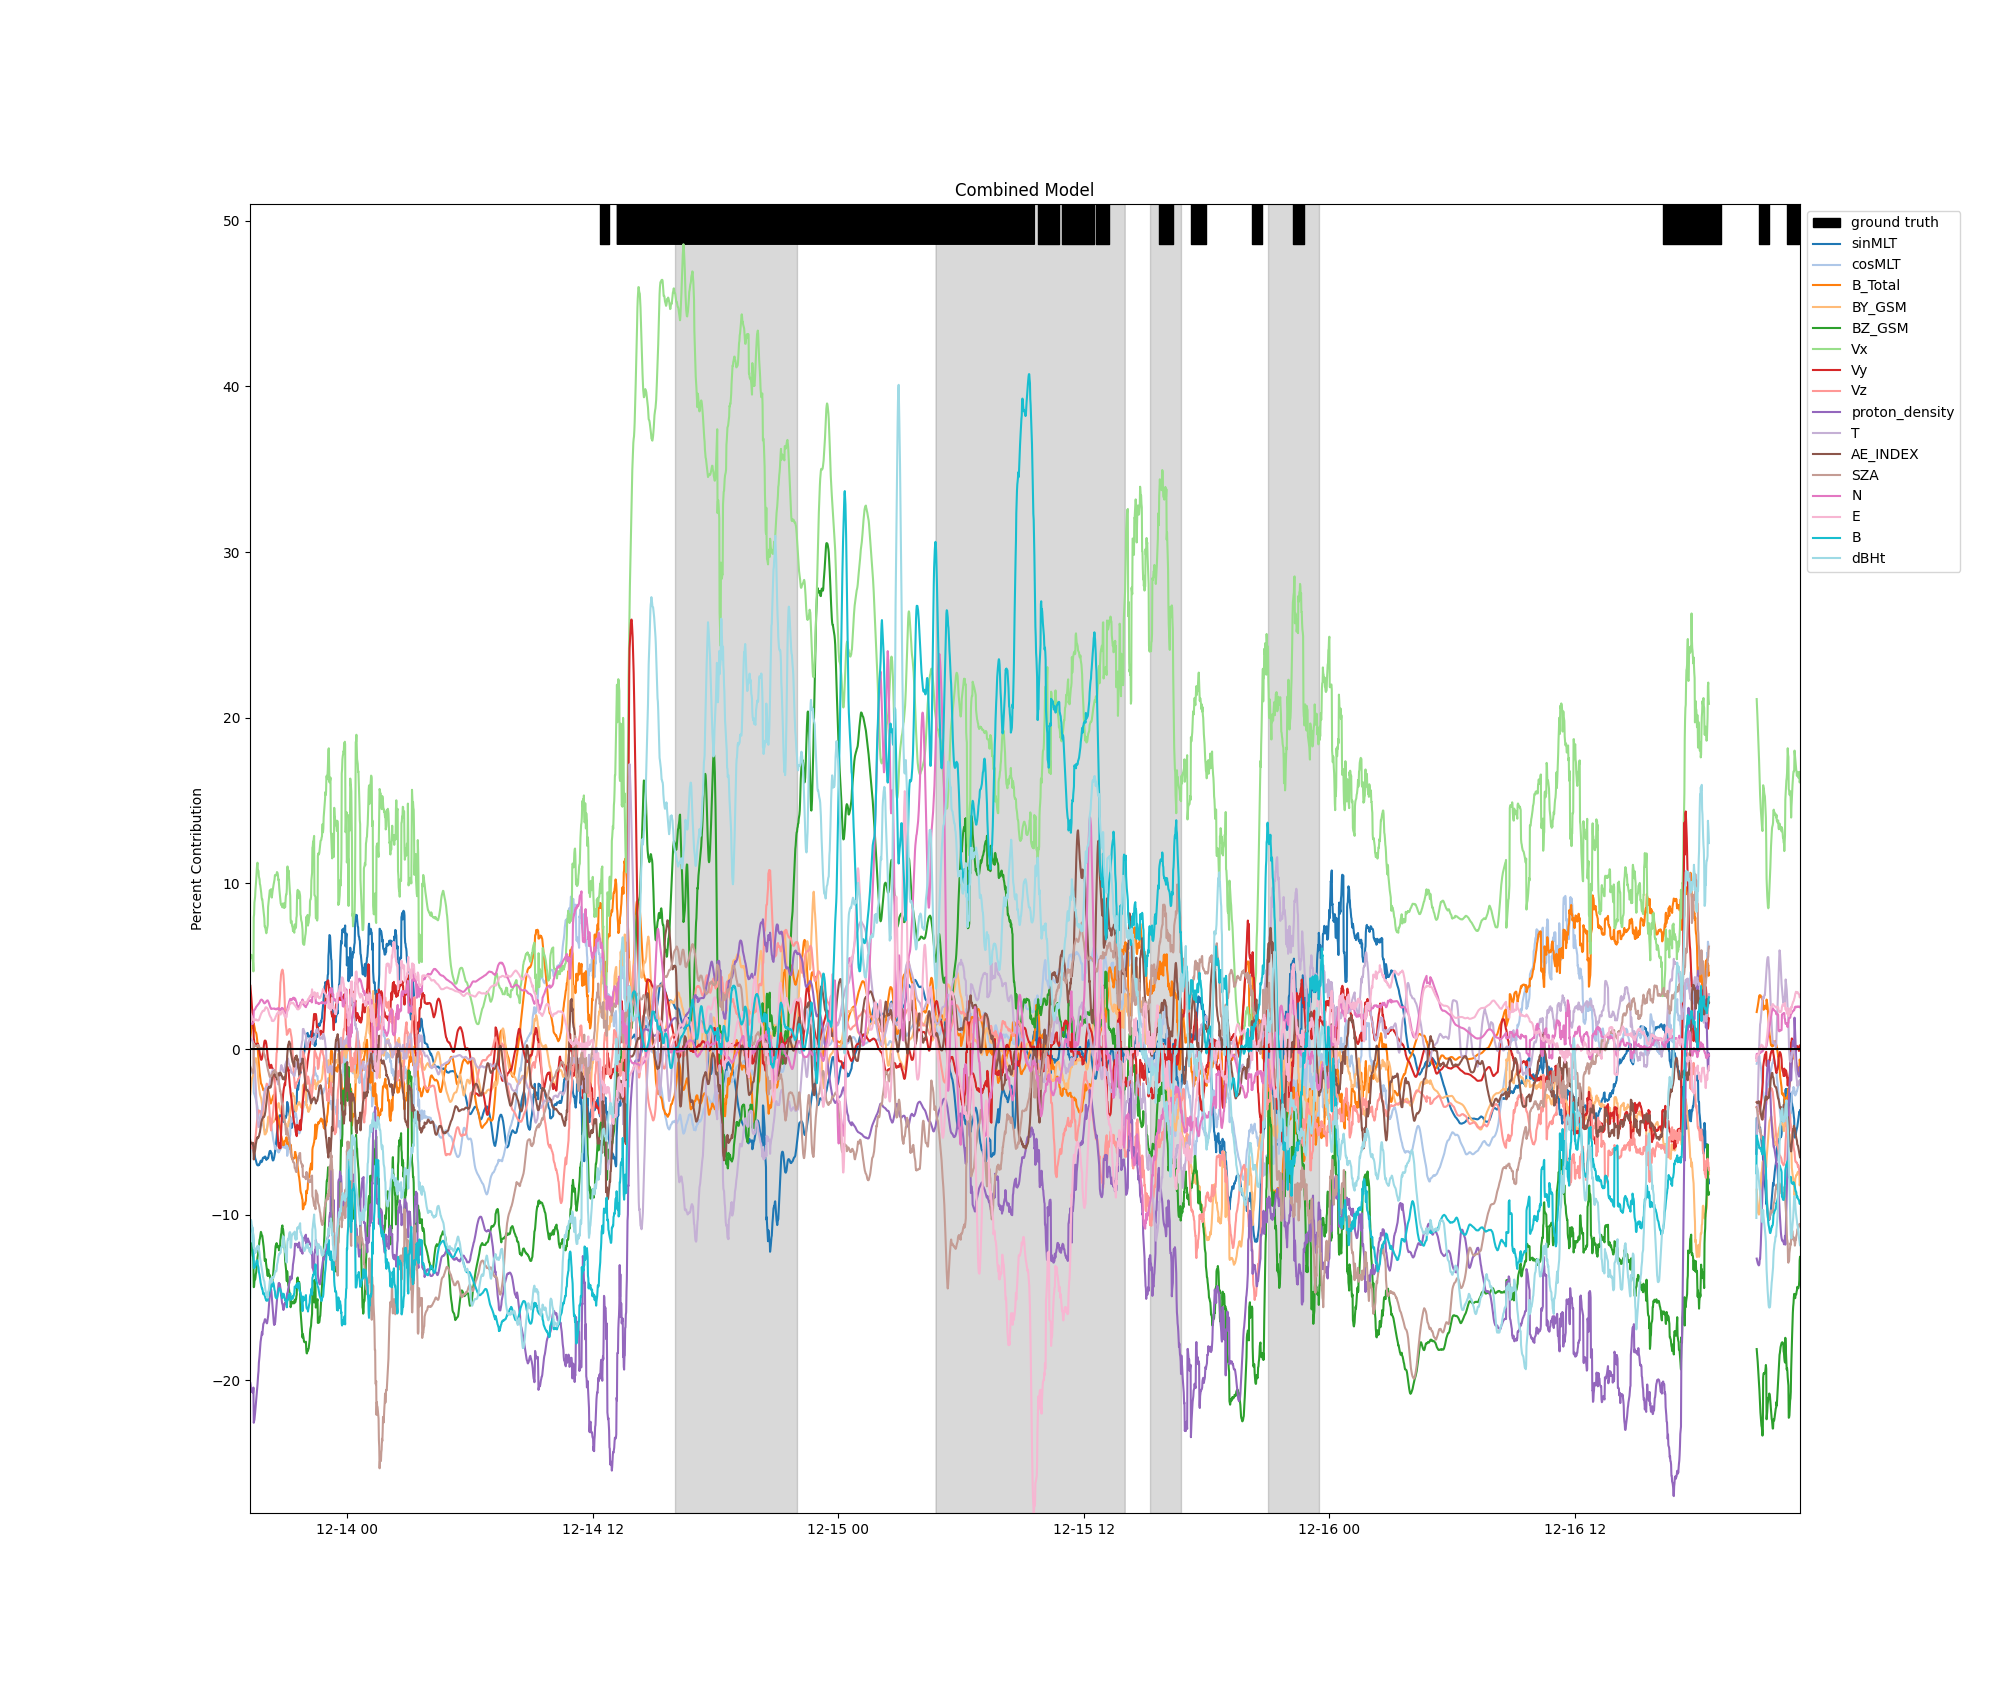 Combined Model
50
40
30
20
10
0
−10
−20
Percent Contribution
12-14 00
12-14 12
12-15 00
12-15 12
12-16 00
12-16 12
ground truth
sinMLT
cosMLT
B_Total
BY_GSM
BZ_GSM
Vx
Vy
Vz
proton_density
T
AE_INDEX
SZA
N
E
B
dBHt